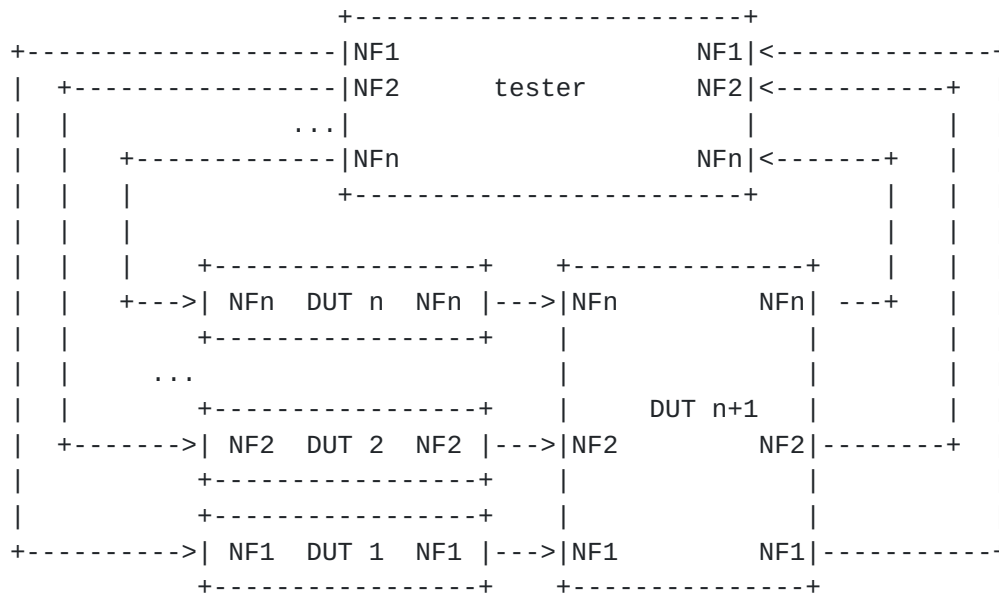 NF1 NF1
NF2 tester NF2
...
NFn NFn
NFn DUT n NFn NFn NFn
...
DUT n+1
NF2 DUT 2 NF2 NF2 NF2
NF1 DUT 1 NF1 NF1 NF1